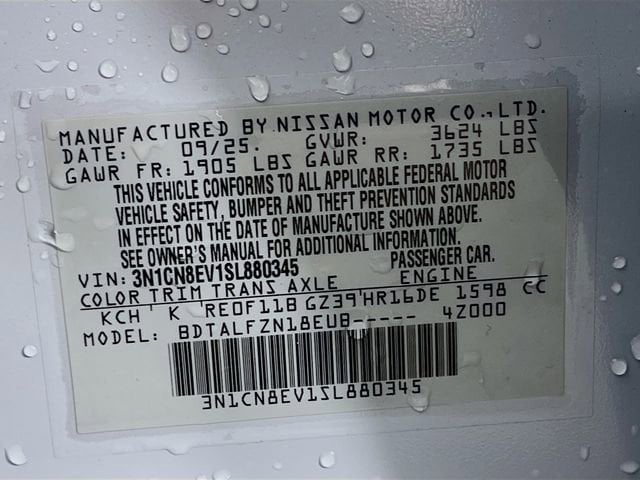 MANUFACTURED BY NISSAN MOTOR CO., LTD.
DATE: 09/25. GVWR: 3624 LBS
GAWR FR: 1905 LBS GAWR RR: 1735 LBS
THIS VEHICLE CONFORMS TO ALL APPLICABLE FEDERAL MOTOR
VEHICLE SAFETY, BUMPER AND THEFT PREVENTION STANDARDS
IN EFFECT ON THE DATE OF MANUFACTURE SHOWN ABOVE.
SEE OWNER'S MANUAL FOR ADDITIONAL INFORMATION.
VIN: 3N1CN8EV1SL880345 PASSENGER CAR.
COLOR TRIM TRANS AXLE ENGINE
KCH K RE0F11B GZ39 HR16DE 1598 CC
MODEL: BDTALFZN18EUB----- 4Z000
3N1CN8EV1SL880345